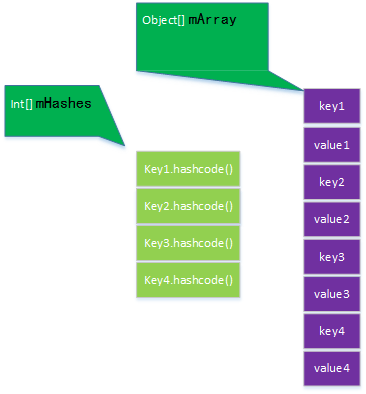 Object[] mArray
Int[] mHashes
Key1.hashcode()
Key2.hashcode()
Key3.hashcode()
Key4.hashcode()
key1
value1
key2
value2
key3
value3
key4
value4